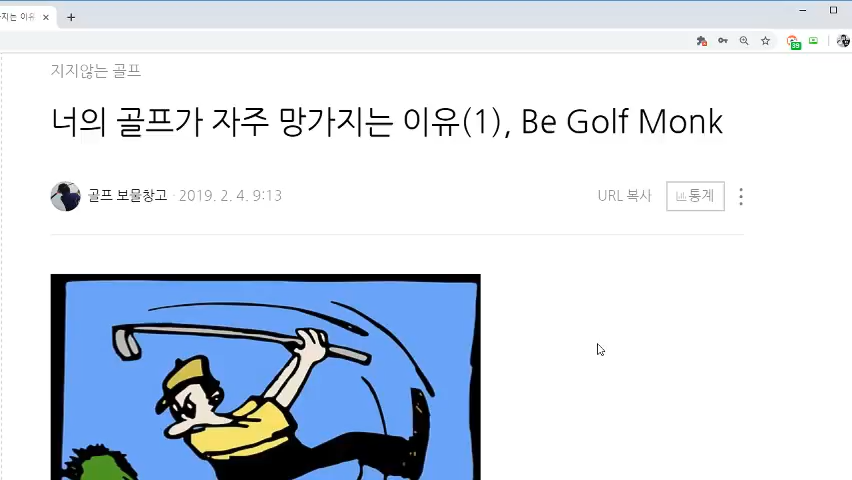 가지는 이유
지지않는 골프
너의 골프가 자주 망가지는 이유(1), Be Golf Monk
골프 보물창고 · 2019. 2. 4. 9:13
URL 복사
통계
39